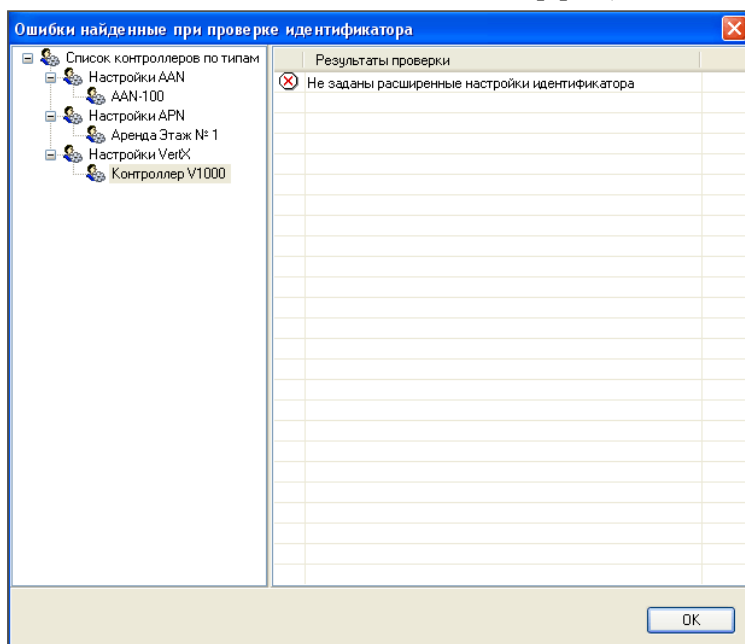 Ошибки найденные при проверке идентификатора
Список контроллеров по типам
Настройки AAN
AAN-100
Настройки APN
Аренда Этаж № 1
Настройки VertX
Контроллер V1000
Результаты проверки
Не заданы расширенные настройки идентификатора
OK